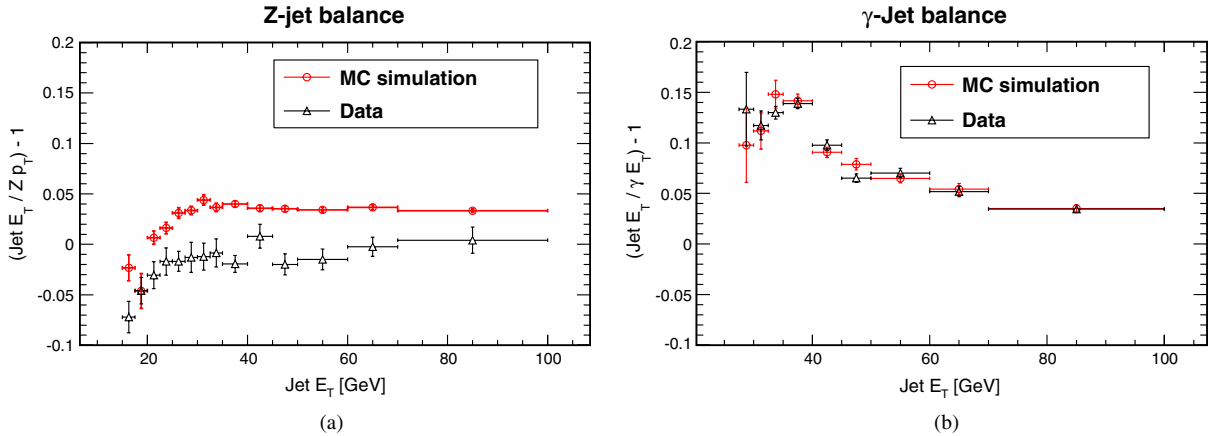 Z-jet balance
(Jet E_T / Z p_T) - 1
0.2
0.15
0.1
0.05
0
-0.05
-0.1
MC simulation
Data
20 40 60 80 100
Jet E_T [GeV]
(a)
γ-Jet balance
(Jet E_T / γ E_T) - 1
0.2
0.15
0.1
0.05
0
-0.05
-0.1
MC simulation
Data
40 60 80 100
Jet E_T [GeV]
(b)